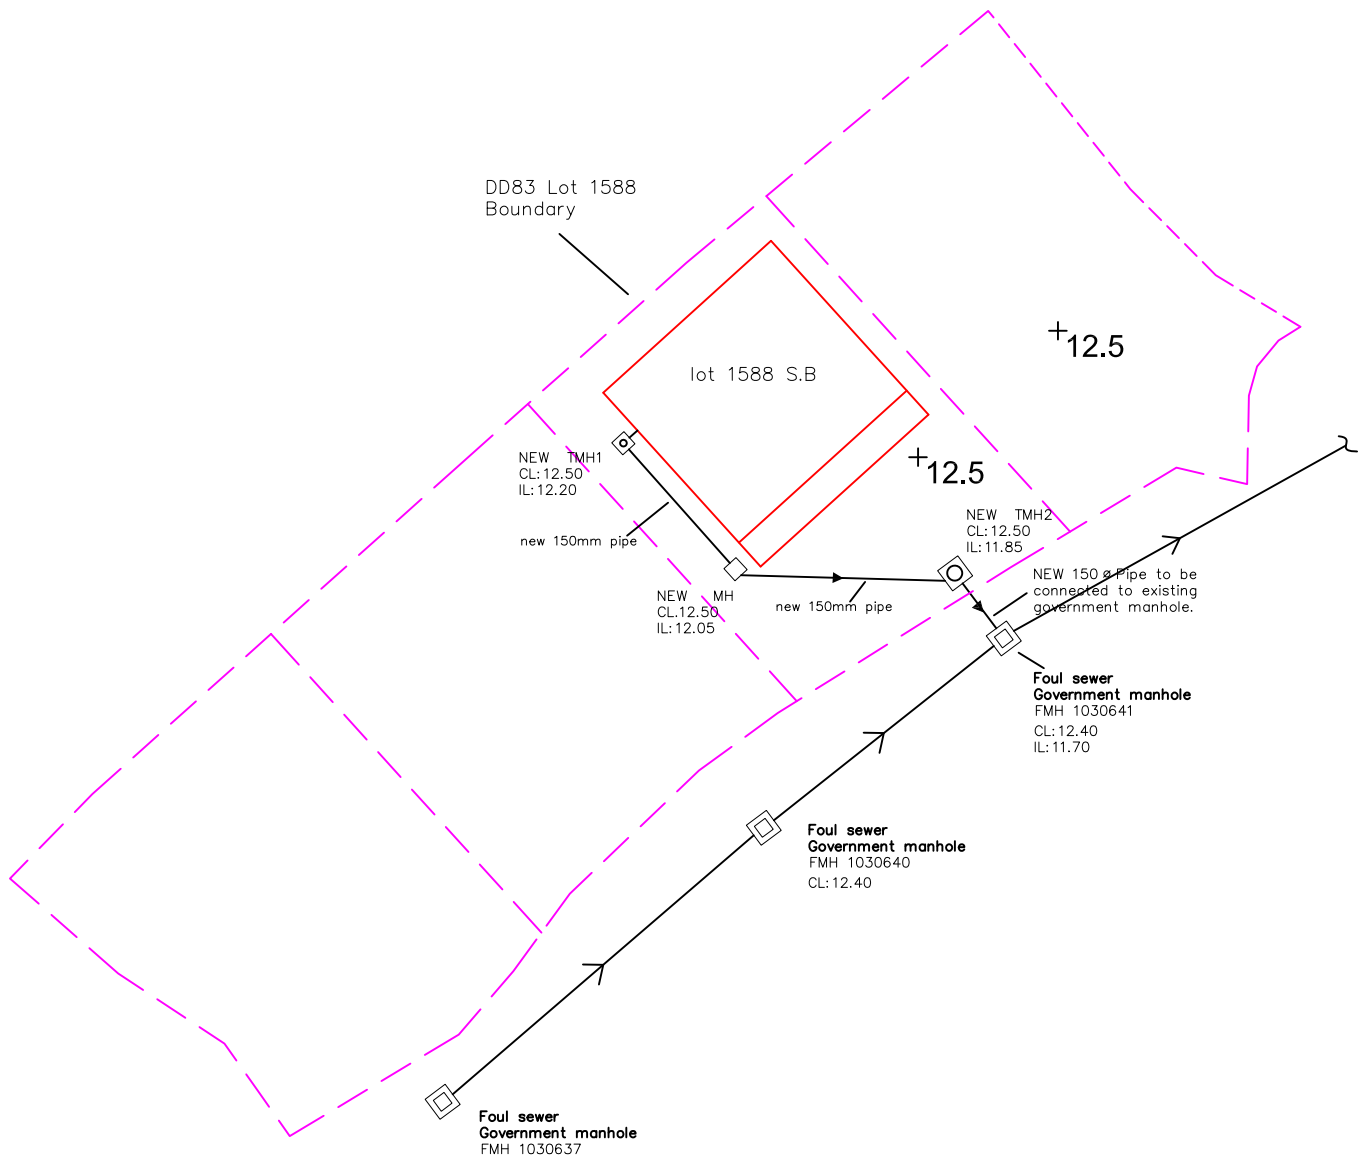 DD83 Lot 1588
Boundary
+12.5
lot 1588 S.B
NEW TMH1
CL:12.50
IL:12.20
+12.5
new 150mm pipe
NEW TMH2
CL:12.50
IL:11.85
NEW 150 ø Pipe to be
connected to existing
government manhole.
NEW MH
CL.12.50
IL:12.05
new 150mm pipe
Foul sewer
Government manhole
FMH 1030641
CL:12.40
IL:11.70
Foul sewer
Government manhole
FMH 1030640
CL:12.40
Foul sewer
Government manhole
FMH 1030637